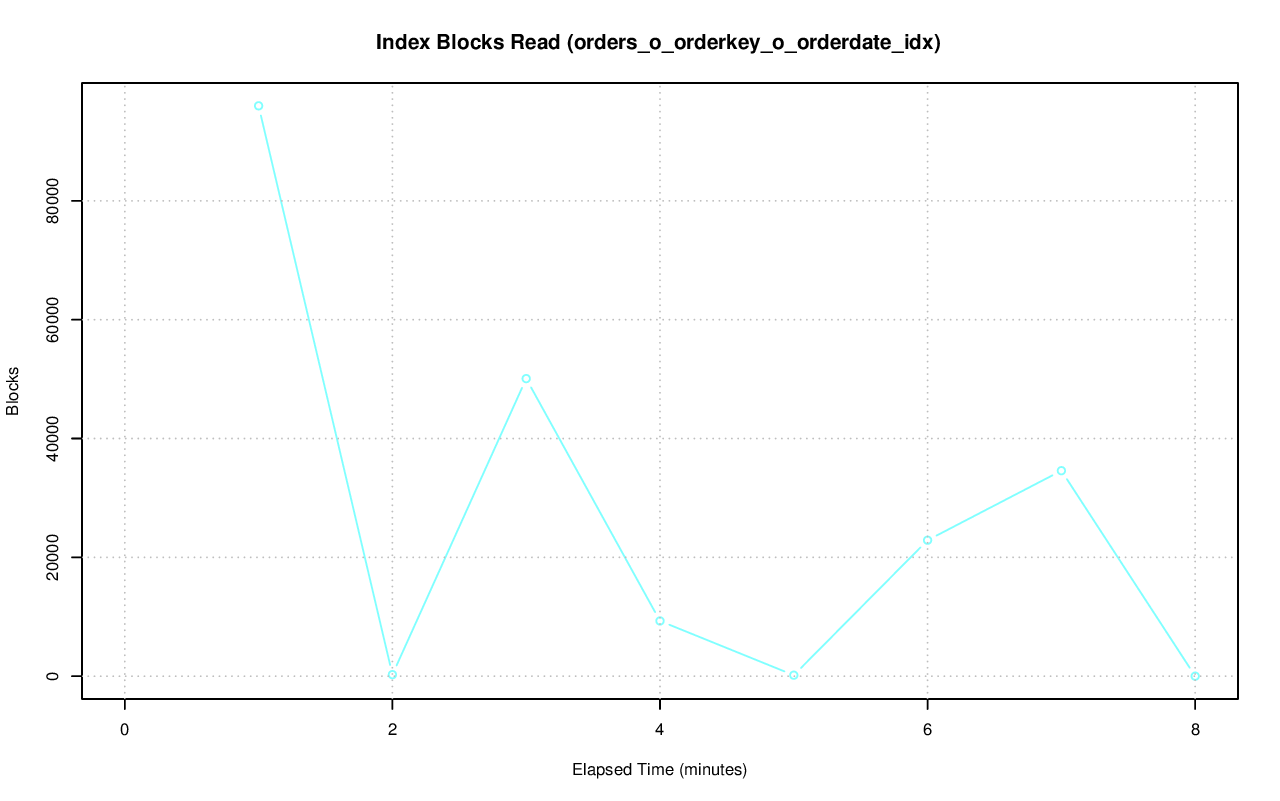 Index Blocks Read (orders_o_orderkey_o_orderdate_idx)
Blocks
80000
60000
40000
20000
0
0 2 4 6 8
Elapsed Time (minutes)